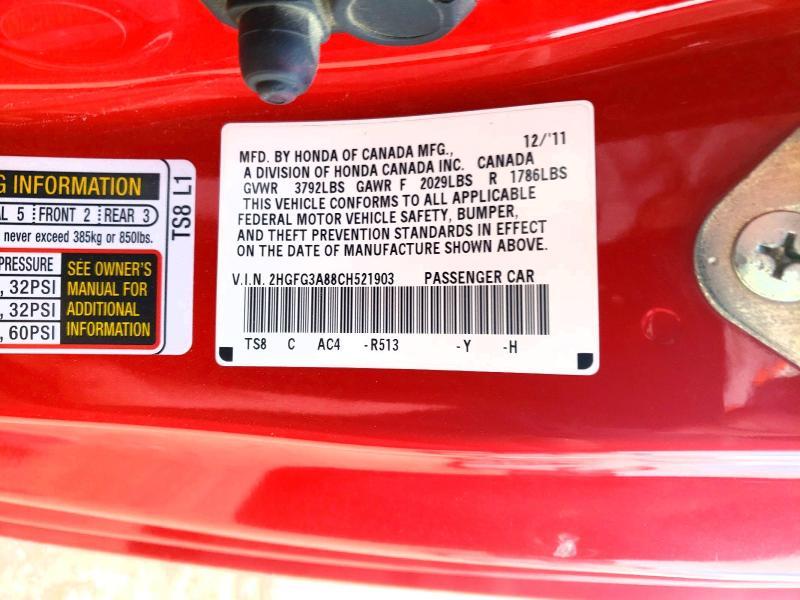 G INFORMATION
AL 5 FRONT 2 REAR 3
never exceed 385kg or 850lbs.
PRESSURE
, 32PSI
, 32PSI
, 60PSI
SEE OWNER'S
MANUAL FOR
ADDITIONAL
INFORMATION
TS8 L1
MFD. BY HONDA OF CANADA MFG., 12/'11
A DIVISION OF HONDA CANADA INC. CANADA
GVWR 3792LBS GAWR F 2029LBS R 1786LBS
THIS VEHICLE CONFORMS TO ALL APPLICABLE
FEDERAL MOTOR VEHICLE SAFETY, BUMPER,
AND THEFT PREVENTION STANDARDS IN EFFECT
ON THE DATE OF MANUFACTURE SHOWN ABOVE.
V.I.N. 2HGFG3A88CH521903 PASSENGER CAR
TS8 C AC4 -R513 -Y -H